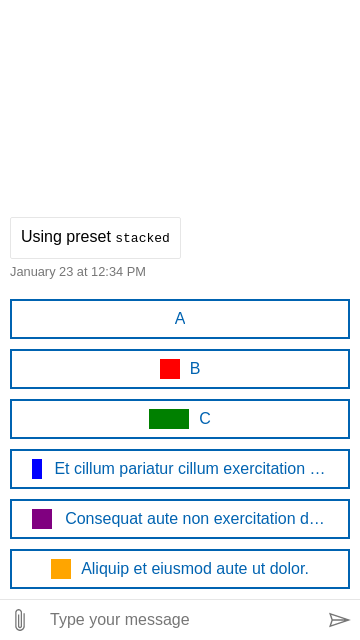 Using preset stacked
January 23 at 12:34 PM
A
B
C
Et cillum pariatur cillum exercitation …
Consequat aute non exercitation d…
Aliquip et eiusmod aute ut dolor.
Type your message